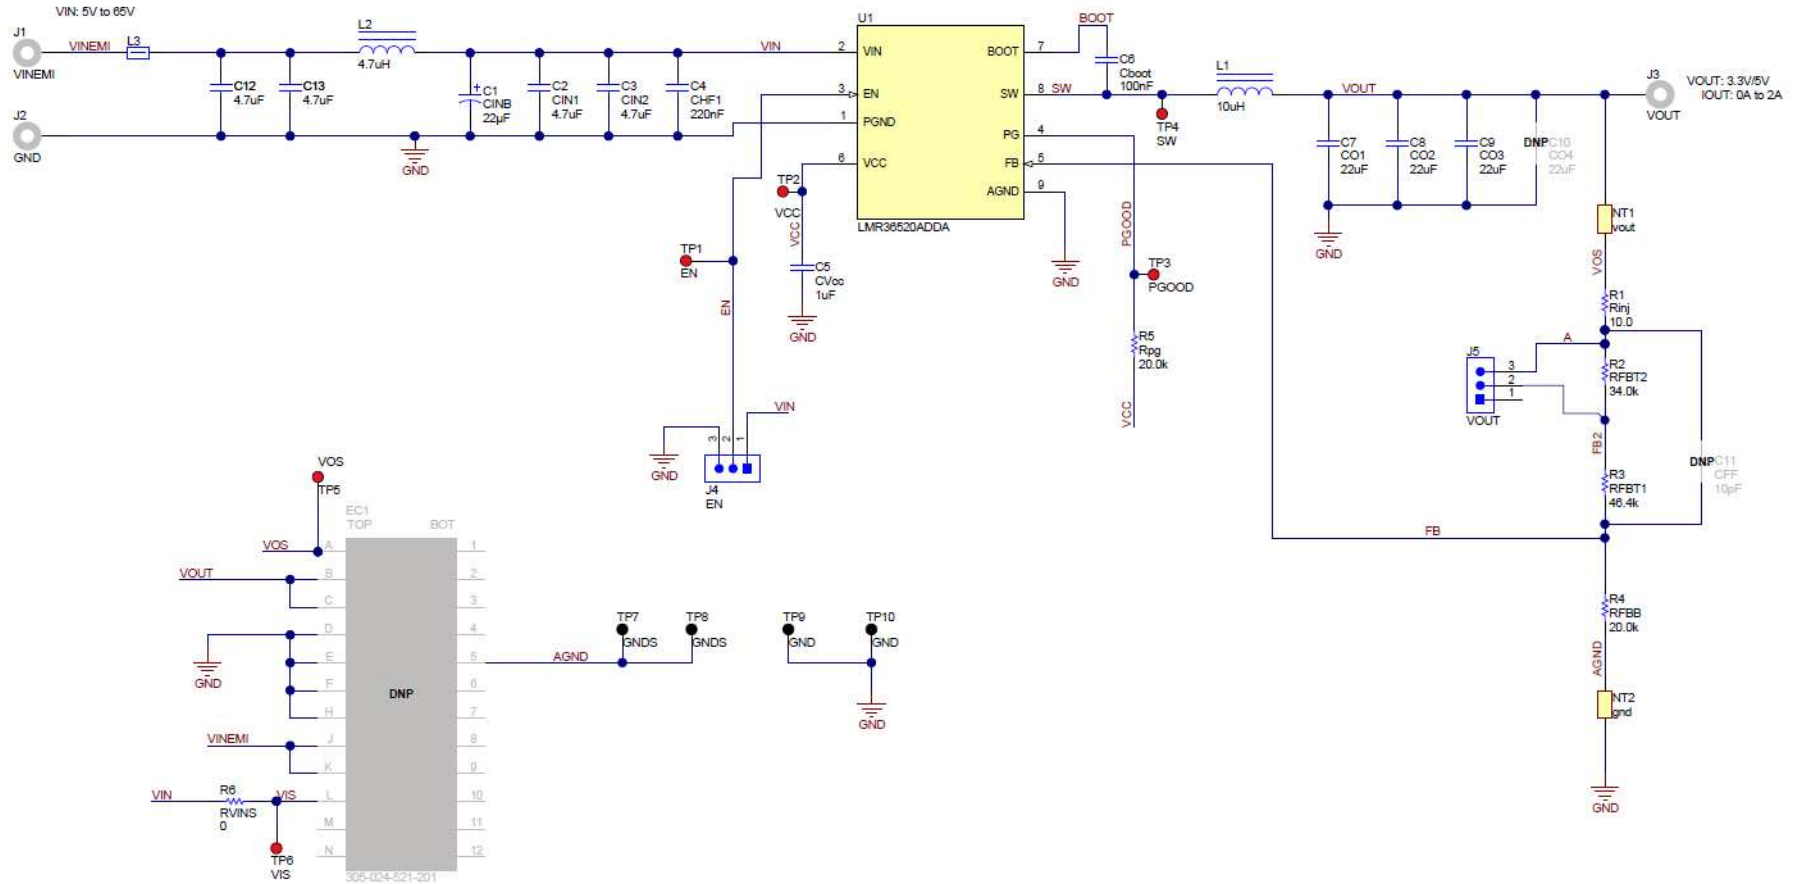 VIN: 5V to 65V
J1
VINEMI
VINEMI
L3
L2
4.7uH
C12
4.7uF
C13
4.7uF
C1
CINB
22µF
C2
CIN1
4.7uF
C3
CIN2
4.7uF
C4
CHF1
220nF
VIN
J2
GND
GND
U1
2 VIN
3 EN
1 PGND
6 VCC
BOOT 7
SW 8
PG 4
FB 5
AGND 9
LMR36520ADDA
BOOT
C6
Cboot
100nF
SW
TP4
SW
L1
10uH
VOUT
C7
CO1
22uF
C8
CO2
22uF
C9
CO3
22uF
DNP C10
CO4
22uF
J3
VOUT
VOUT: 3.3V/5V
IOUT: 0A to 2A
GND
GND
TP2
VCC
VCC
C5
CVcc
1uF
GND
TP1
EN
EN
PGOOD
TP3
PGOOD
R5
Rpg
20.0k
VCC
NT1
vout
VOS
R1
Rinj
10.0
A
J5
3
2
1
VOUT
R2
RFBT2
34.0k
FB2
R3
RFBT1
46.4k
DNP C11
CFF
10pF
FB
R4
RFBB
20.0k
AGND
NT2
gnd
GND
VIN
GND
3 2 1
J4
EN
VOS
TP5
EC1
TOP BOT
VOS A 1
VOUT B 2
C 3
D 4
E 5
F 6
H 7
VINEMI J 8
K 9
VIN
R6
RVINS
0
VIS L 10
M 11
N 12
DNP
305-024-521-201
GND
TP6
VIS
AGND
TP7
GNDS
TP8
GNDS
TP9
GND
TP10
GND
GND